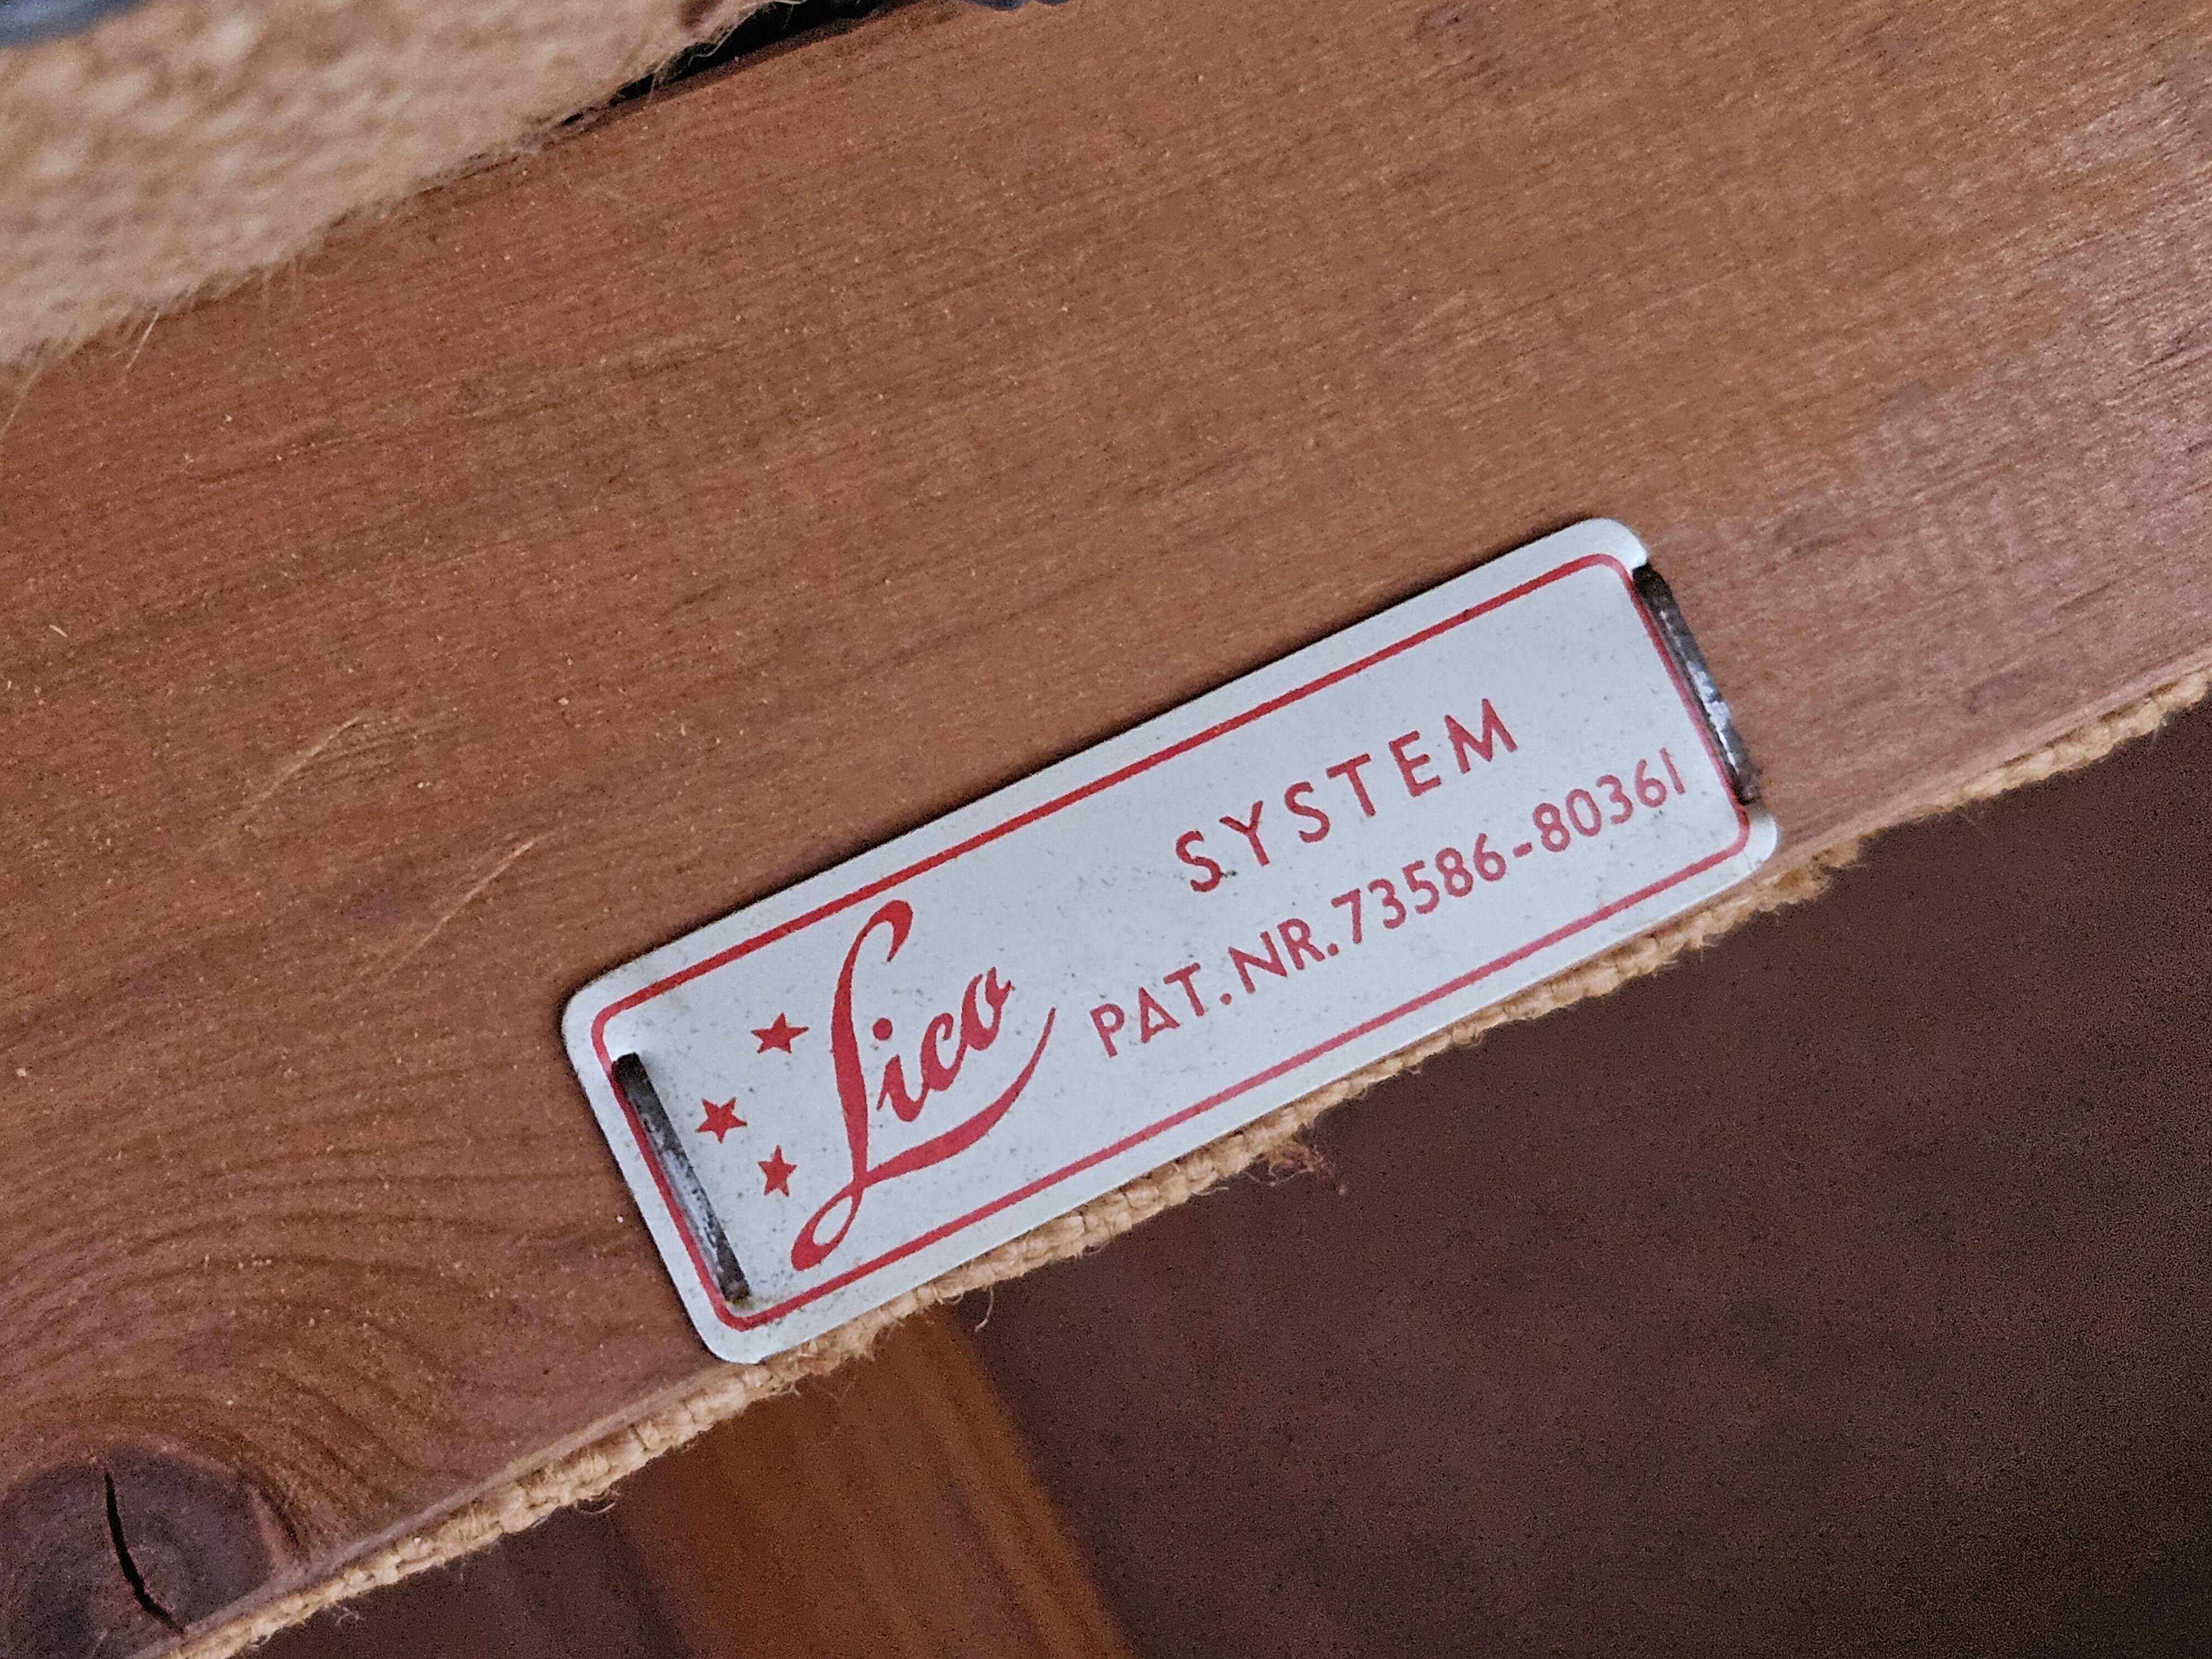 Lico
SYSTEM
PAT. NR. 73586-80361